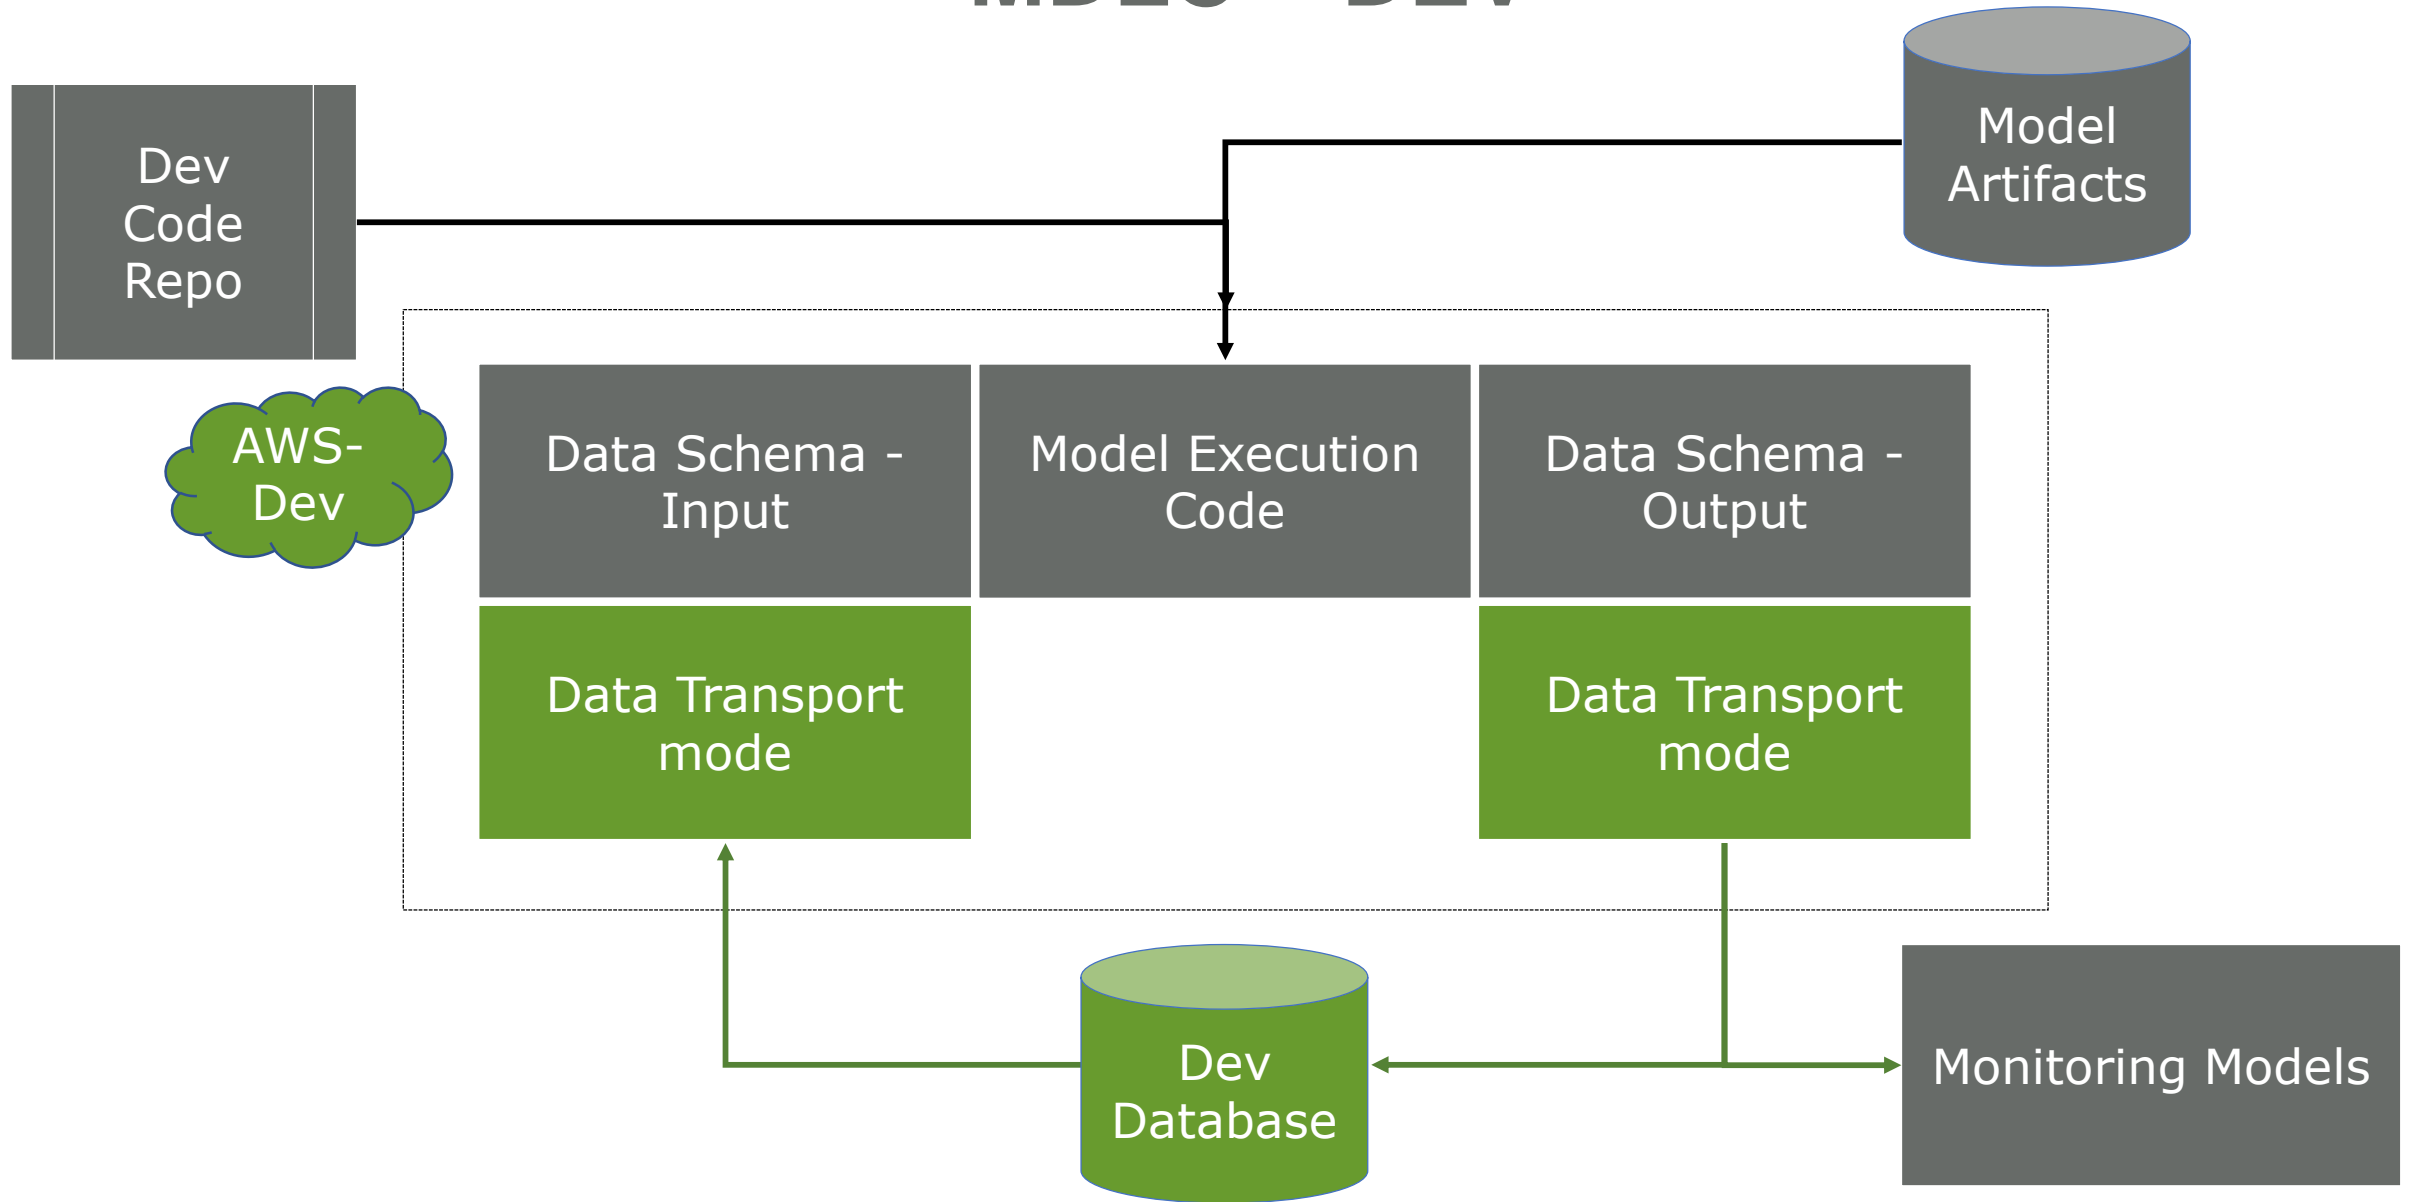 Dev
Code
Repo
Model
Artifacts
AWS-
Dev
Data Schema -
Input
Model Execution
Code
Data Schema -
Output
Data Transport
mode
Data Transport
mode
Dev
Database
Monitoring Models